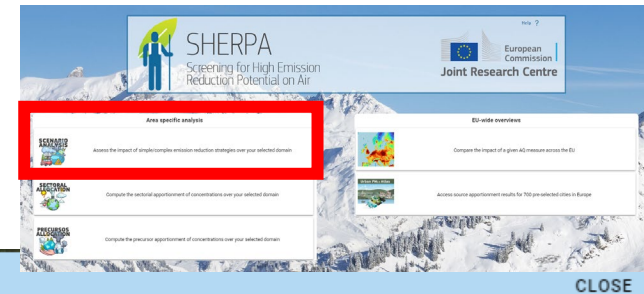 Help ?
SHERPA
Screening for High Emission
Reduction Potential on Air
European
Commission
Joint Research Centre
Area specific analysis
SCENARIO
ANALYSIS
Assess the impact of simple/complex emission reduction strategies over your selected domain
SECTORAL
ALLOCATION
Compute the sectorial apportionment of concentrations over your selected domain
PRECURSOS
ALLOCATION
Compute the precursor apportionment of concentrations over your selected domain
EU-wide overviews
Compare the impact of a given AQ measure across the EU
Urban PM2.5 Atlas
Access source apportionment results for 700 pre-selected cities in Europe
CLOSE